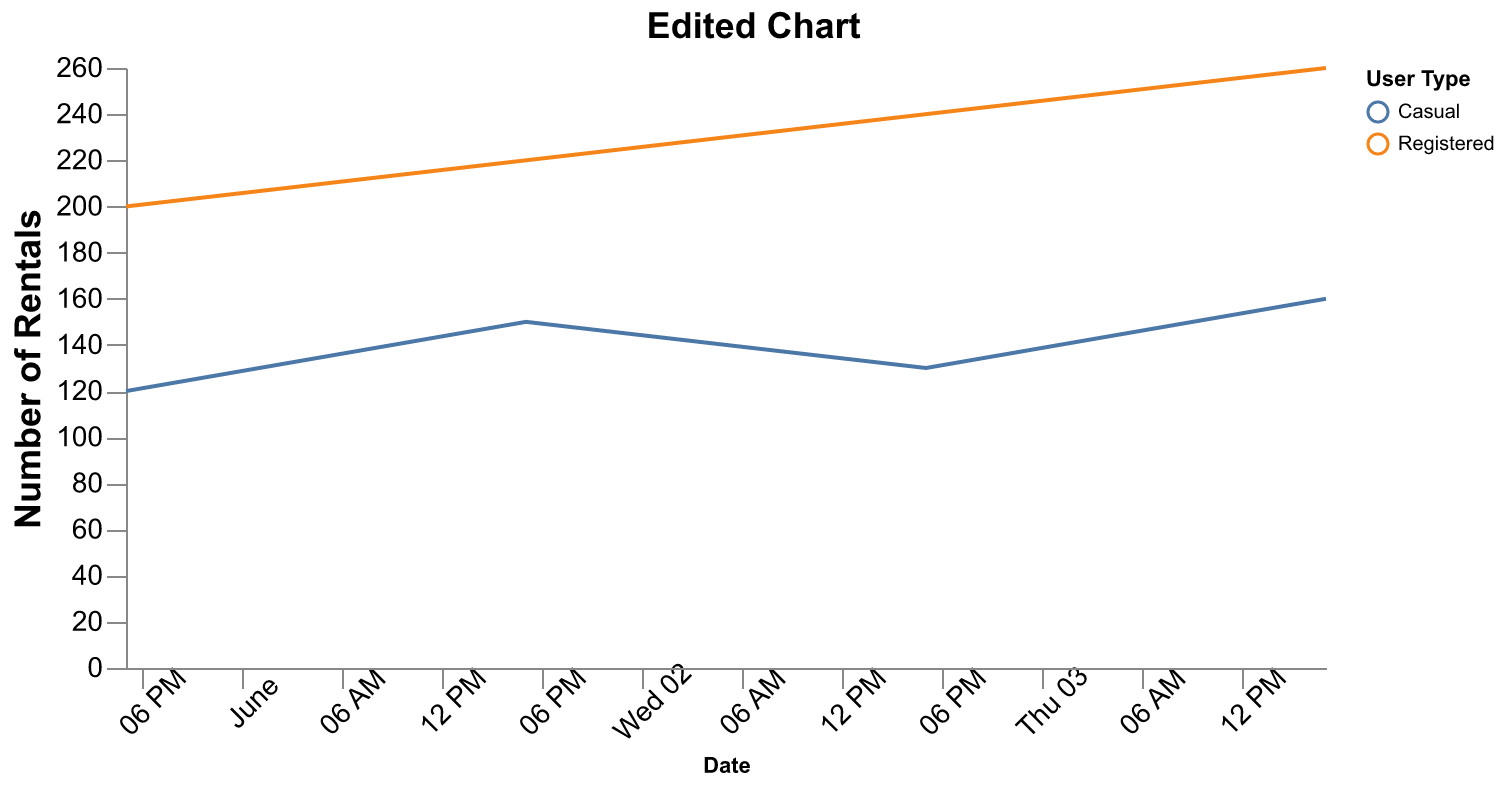 Edited Chart
Number of Rentals
260
240
220
200
180
160
140
120
100
80
60
40
20
0
06 PM
June
06 AM
12 PM
06 PM
Wed 02
06 AM
12 PM
06 PM
Thu 03
06 AM
12 PM
Date
User Type
Casual
Registered